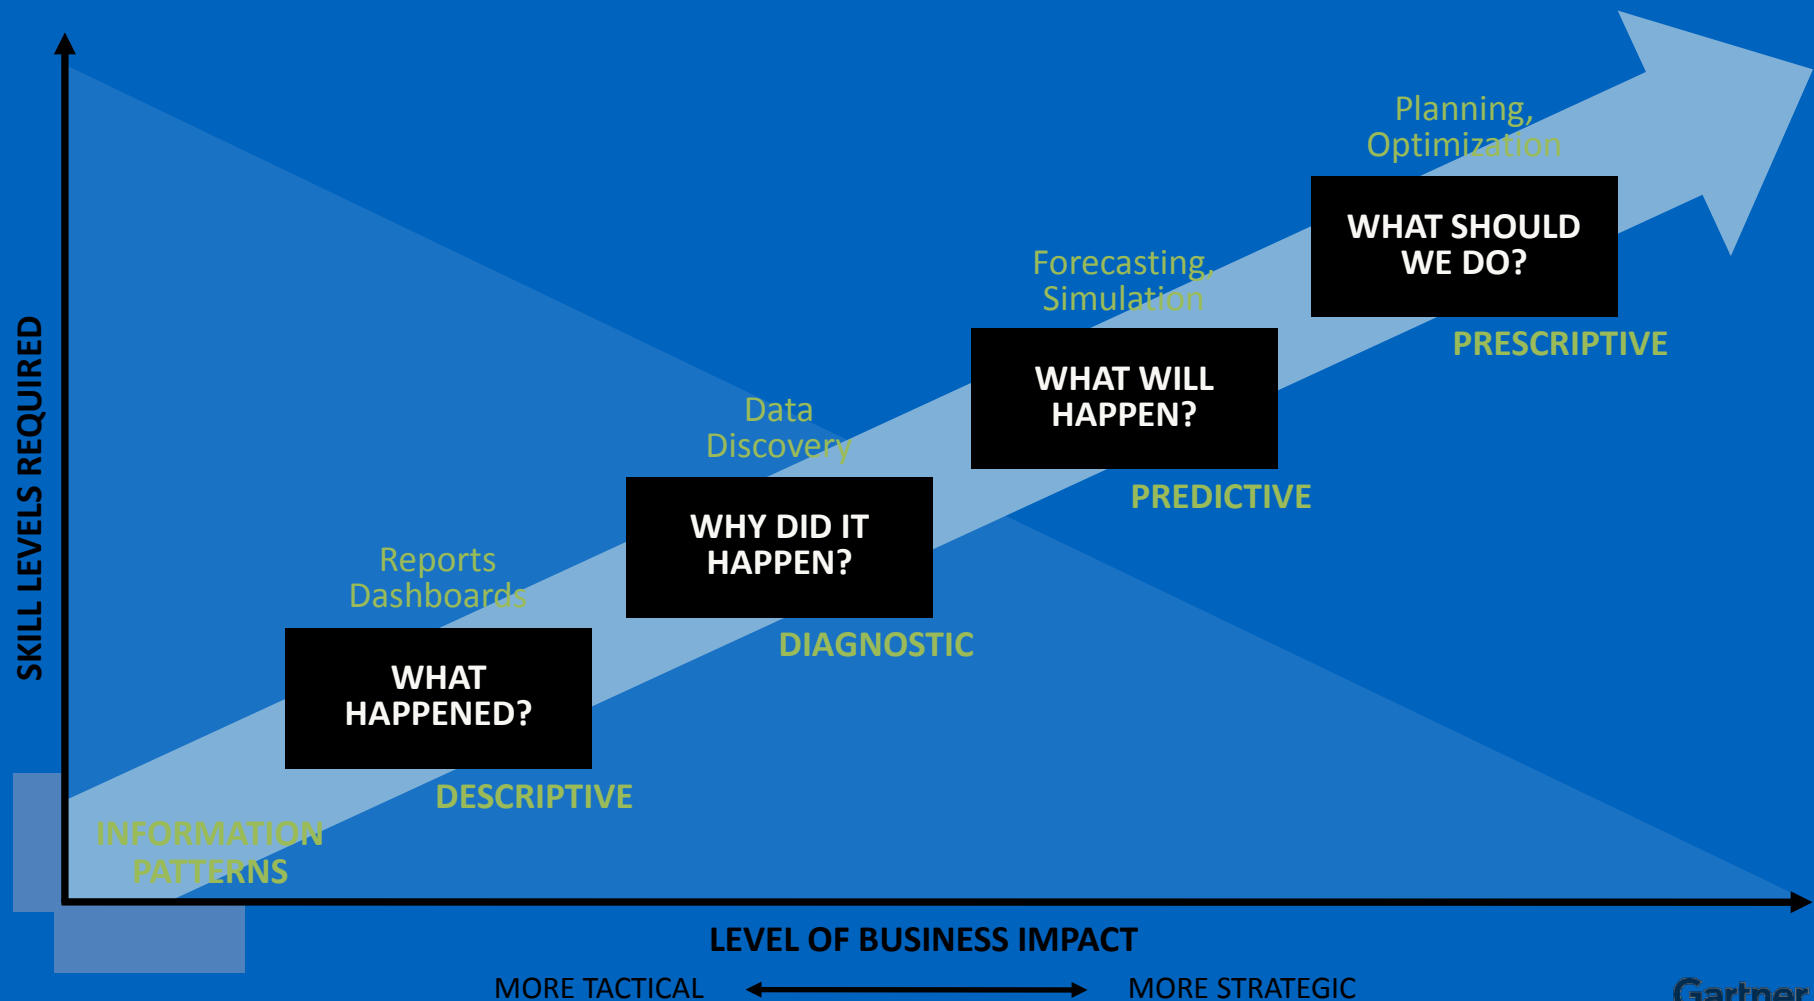 Planning,
Optimization
WHAT SHOULD
WE DO?
PRESCRIPTIVE
Forecasting,
Simulation
WHAT WILL
HAPPEN?
PREDICTIVE
Data
Discovery
WHY DID IT
HAPPEN?
DIAGNOSTIC
Reports
Dashboards
WHAT
HAPPENED?
DESCRIPTIVE
INFORMATION
PATTERNS
SKILL LEVELS REQUIRED
LEVEL OF BUSINESS IMPACT
MORE TACTICAL
MORE STRATEGIC
Gartner